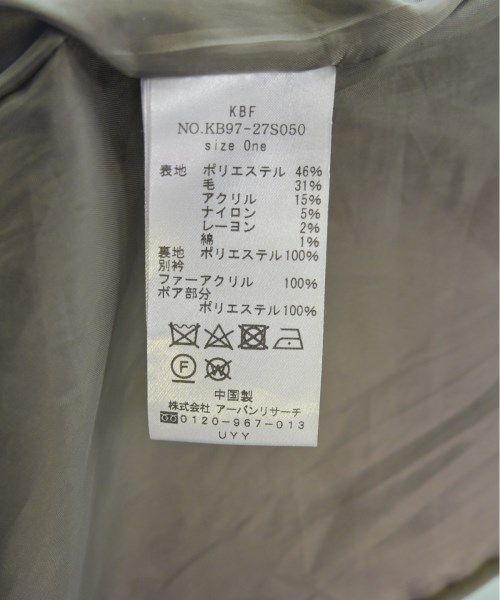 KBF
NO.KB97-27S050
size One
表地 ポリエステル 46%
毛 31%
アクリル 15%
ナイロン 5%
レーヨン 2%
綿 1%
裏地 ポリエステル100%
別衿
ファーアクリル 100%
ボア部分
ポリエステル100%
F
W
中国製
株式会社 アーバンリサーチ
0120-967-013
UYY